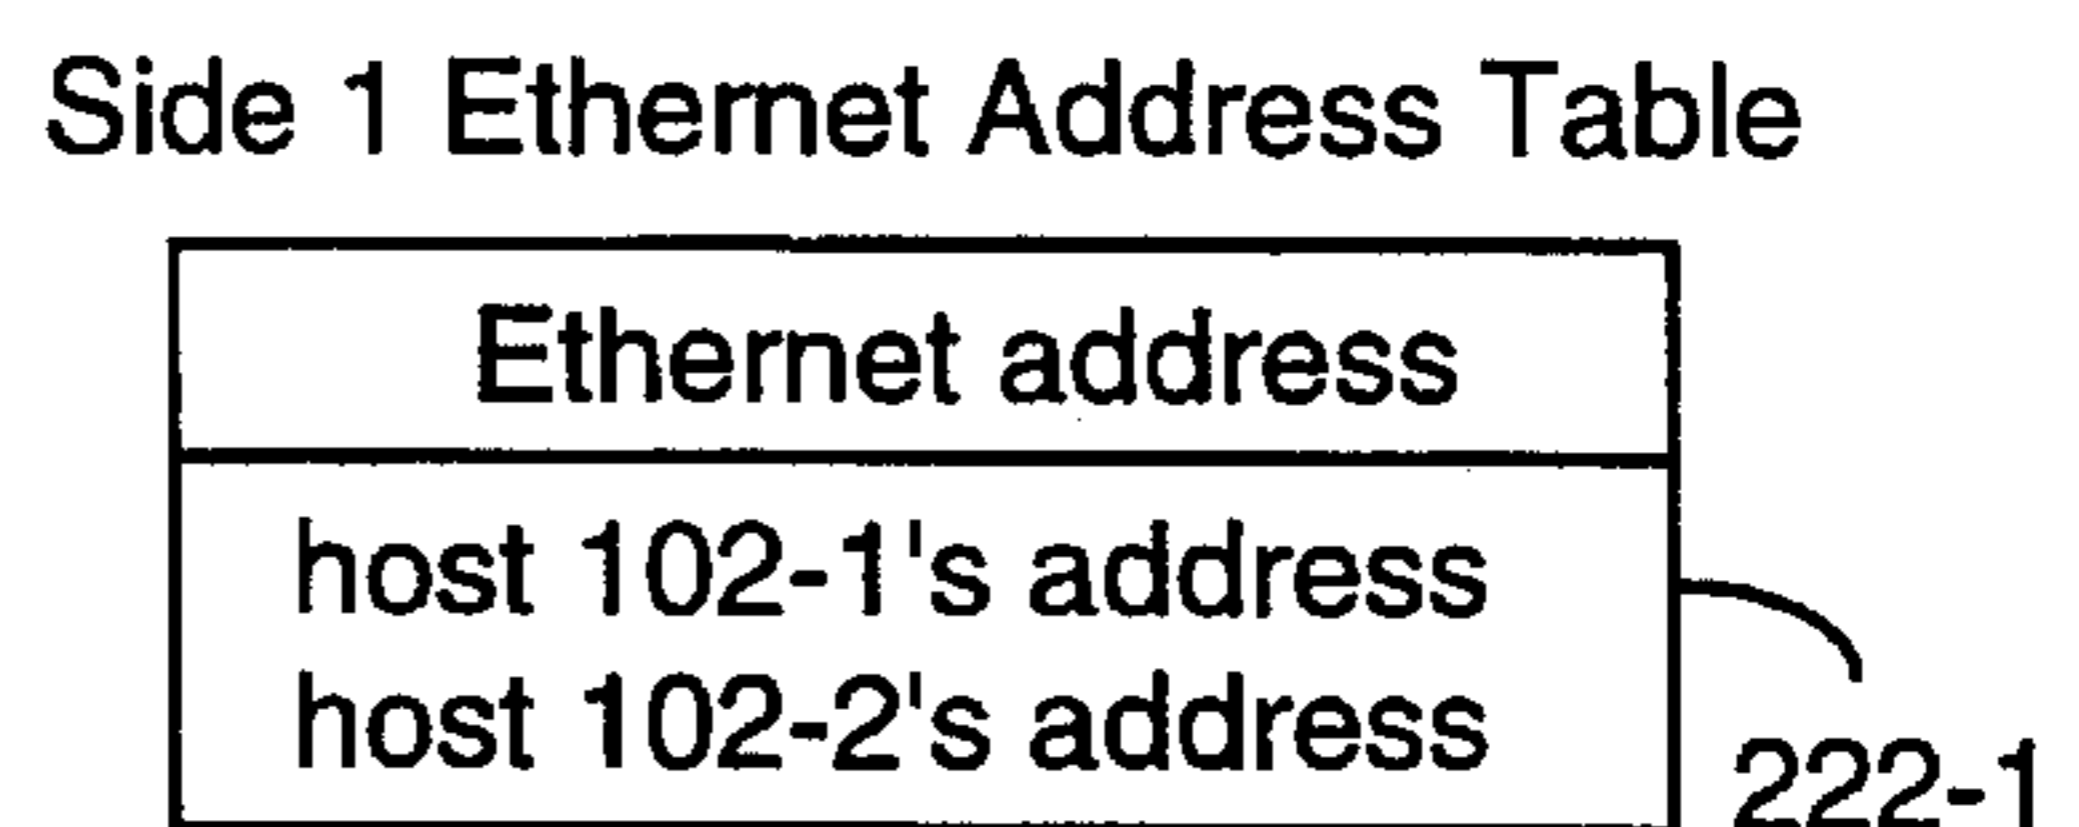 Side 1 Ethernet Address Table
Ethernet address
host 102-1's address
host 102-2's address
222-1